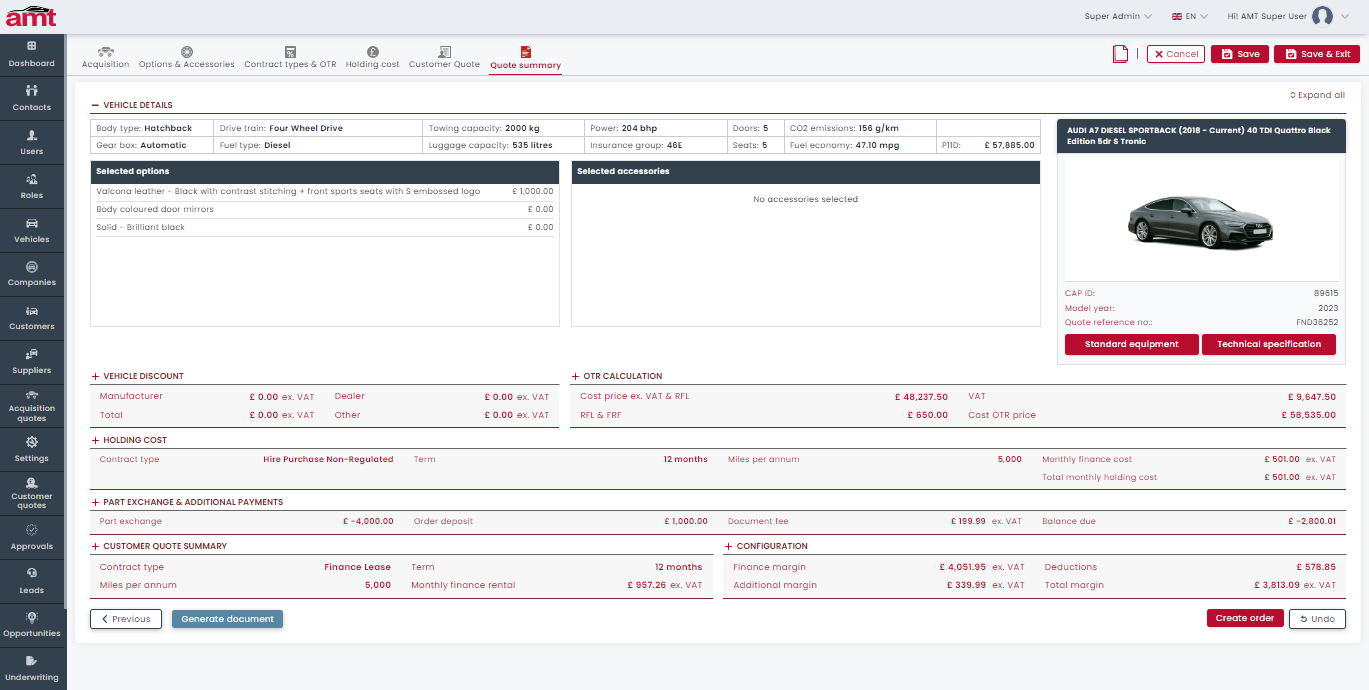 amt
Super Admin
EN
Hi! AMT Super User
Dashboard
Contacts
Users
Roles
Vehicles
Companies
Customers
Suppliers
Acquisition
quotes
Settings
Customer
quotes
Approvals
Leads
Opportunities
Underwriting
Acquisition
Options & Accessories
Contract types & OTR
Holding cost
Customer Quote
Quote summary
Cancel
Save
Save & Exit
Expand all
VEHICLE DETAILS
Body type: Hatchback
Drive train: Four Wheel Drive
Towing capacity: 2000 kg
Power: 204 bhp
Doors: 5
CO2 emissions: 156 g/km
Gear box: Automatic
Fuel type: Diesel
Luggage capacity: 535 litres
Insurance group: 46E
Seats: 5
Fuel economy: 47.10 mpg
P11D: £ 57,885.00
Selected options
Valcona leather - Black with contrast stitching + front sports seats with S embossed logo £ 1,000.00
Body coloured door mirrors £ 0.00
Solid - Brilliant black £ 0.00
Selected accessories
No accessories selected
AUDI A7 DIESEL SPORTBACK (2018 - Current) 40 TDI Quattro Black
Edition 5dr S Tronic
CAP ID: 89615
Model year: 2023
Quote reference no.: FND36252
Standard equipment
Technical specification
VEHICLE DISCOUNT
Manufacturer £ 0.00 ex. VAT Dealer £ 0.00 ex. VAT
Total £ 0.00 ex. VAT Other £ 0.00 ex. VAT
OTR CALCULATION
Cost price ex. VAT & RFL £ 48,237.50 VAT £ 9,647.50
RFL & FRF £ 650.00 Cost OTR price £ 58,535.00
HOLDING COST
Contract type Hire Purchase Non-Regulated Term 12 months Miles per annum 5,000 Monthly finance cost £ 501.00 ex. VAT
Total monthly holding cost £ 501.00 ex. VAT
PART EXCHANGE & ADDITIONAL PAYMENTS
Part exchange £ -4,000.00 Order deposit £ 1,000.00 Document fee £ 199.99 ex. VAT Balance due £ -2,800.01
CUSTOMER QUOTE SUMMARY
Contract type Finance Lease Term 12 months
Miles per annum 5,000 Monthly finance rental £ 957.26 ex. VAT
CONFIGURATION
Finance margin £ 4,051.95 ex. VAT Deductions £ 578.85
Additional margin £ 339.99 ex. VAT Total margin £ 3,813.09 ex. VAT
Previous
Generate document
Create order
Undo